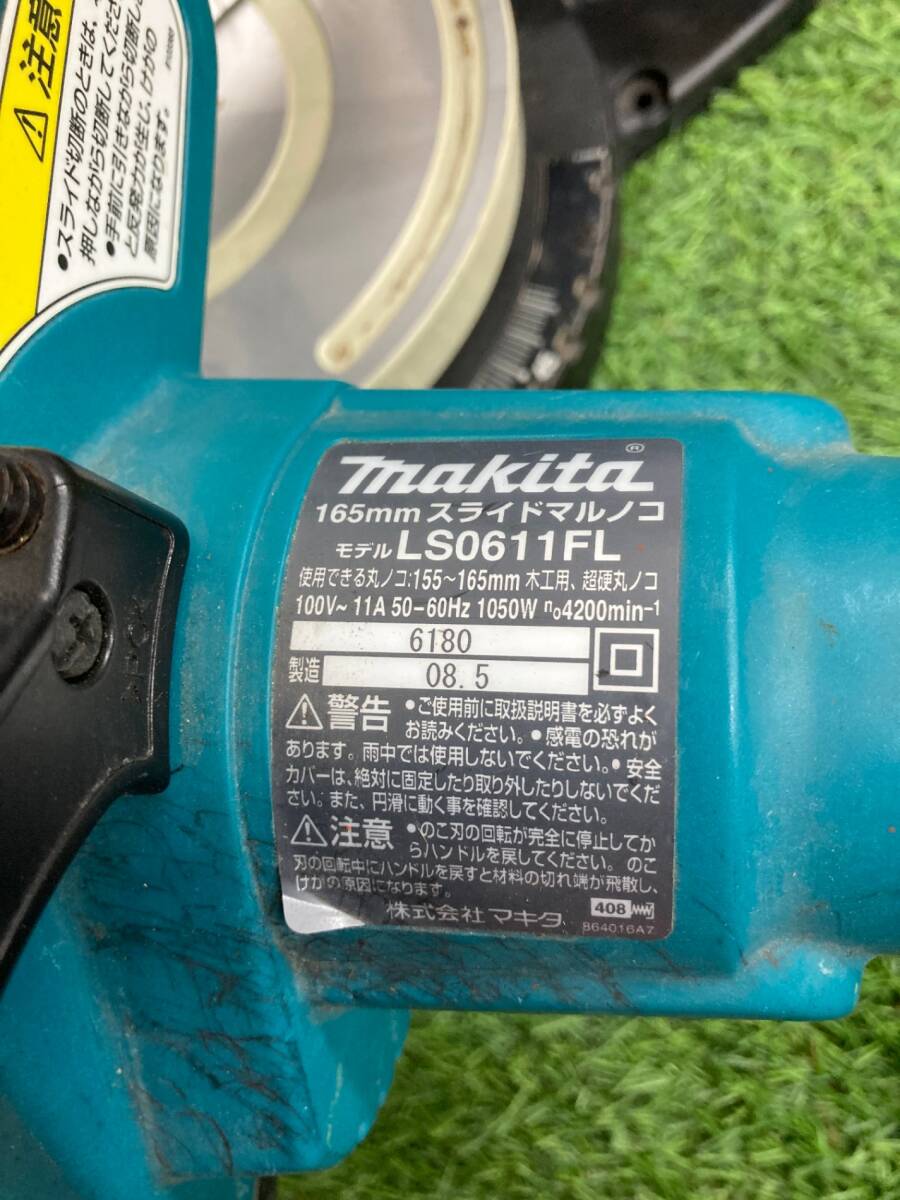 注意
●スライド切断のときは、
押しながら切断してください。
●手前に引きながら切断し
と反発力が生じ、けがの
原因になります。
makita®
165mm スライドマルノコ
モデル LS0611FL
使用できる丸ノコ:155~165mm 木工用、超硬丸ノコ
100V~ 11A 50-60Hz 1050W n₀4200min⁻¹
6180
製造 08.5
警告 ●ご使用前に取扱説明書を必ずよく
お読みください。●感電の恐れが
あります。雨中では使用しないでください。●安全
カバーは、絶対に固定したり取り外したりしないでくだ
さい。また、円滑に動く事を確認してください。
注意 ●のこ刃の回転が完全に停止してか
らハンドルを戻してください。のこ
刃の回転中にハンドルを戻すと材料の切れ端が飛散し、
けがの原因になります。
株式会社 マキタ
408
864016A7